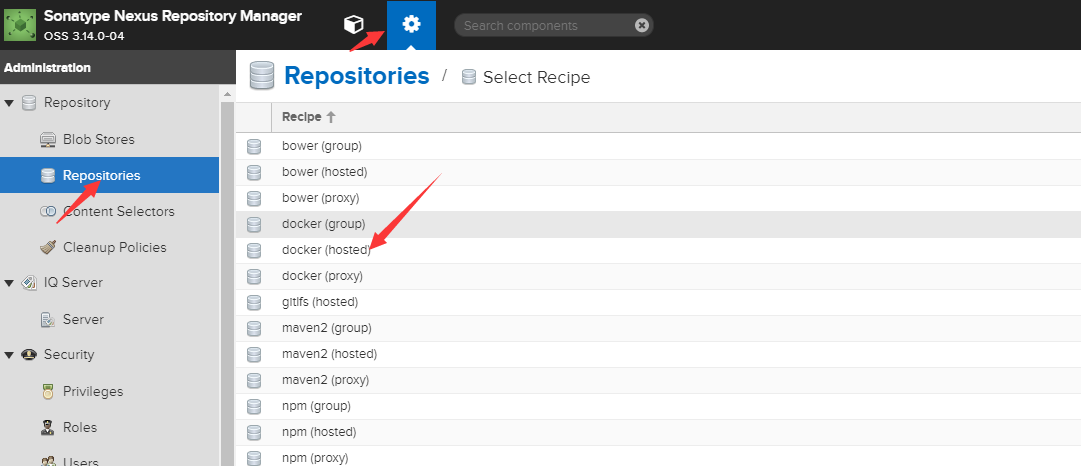 Sonatype Nexus Repository Manager
OSS 3.14.0-04
Search components
Administration
Repository
Blob Stores
Repositories
Content Selectors
Cleanup Policies
IQ Server
Server
Security
Privileges
Roles
Users
Repositories / Select Recipe
Recipe
bower (group)
bower (hosted)
bower (proxy)
docker (group)
docker (hosted)
docker (proxy)
gitlfs (hosted)
maven2 (group)
maven2 (hosted)
maven2 (proxy)
npm (group)
npm (hosted)
npm (proxy)